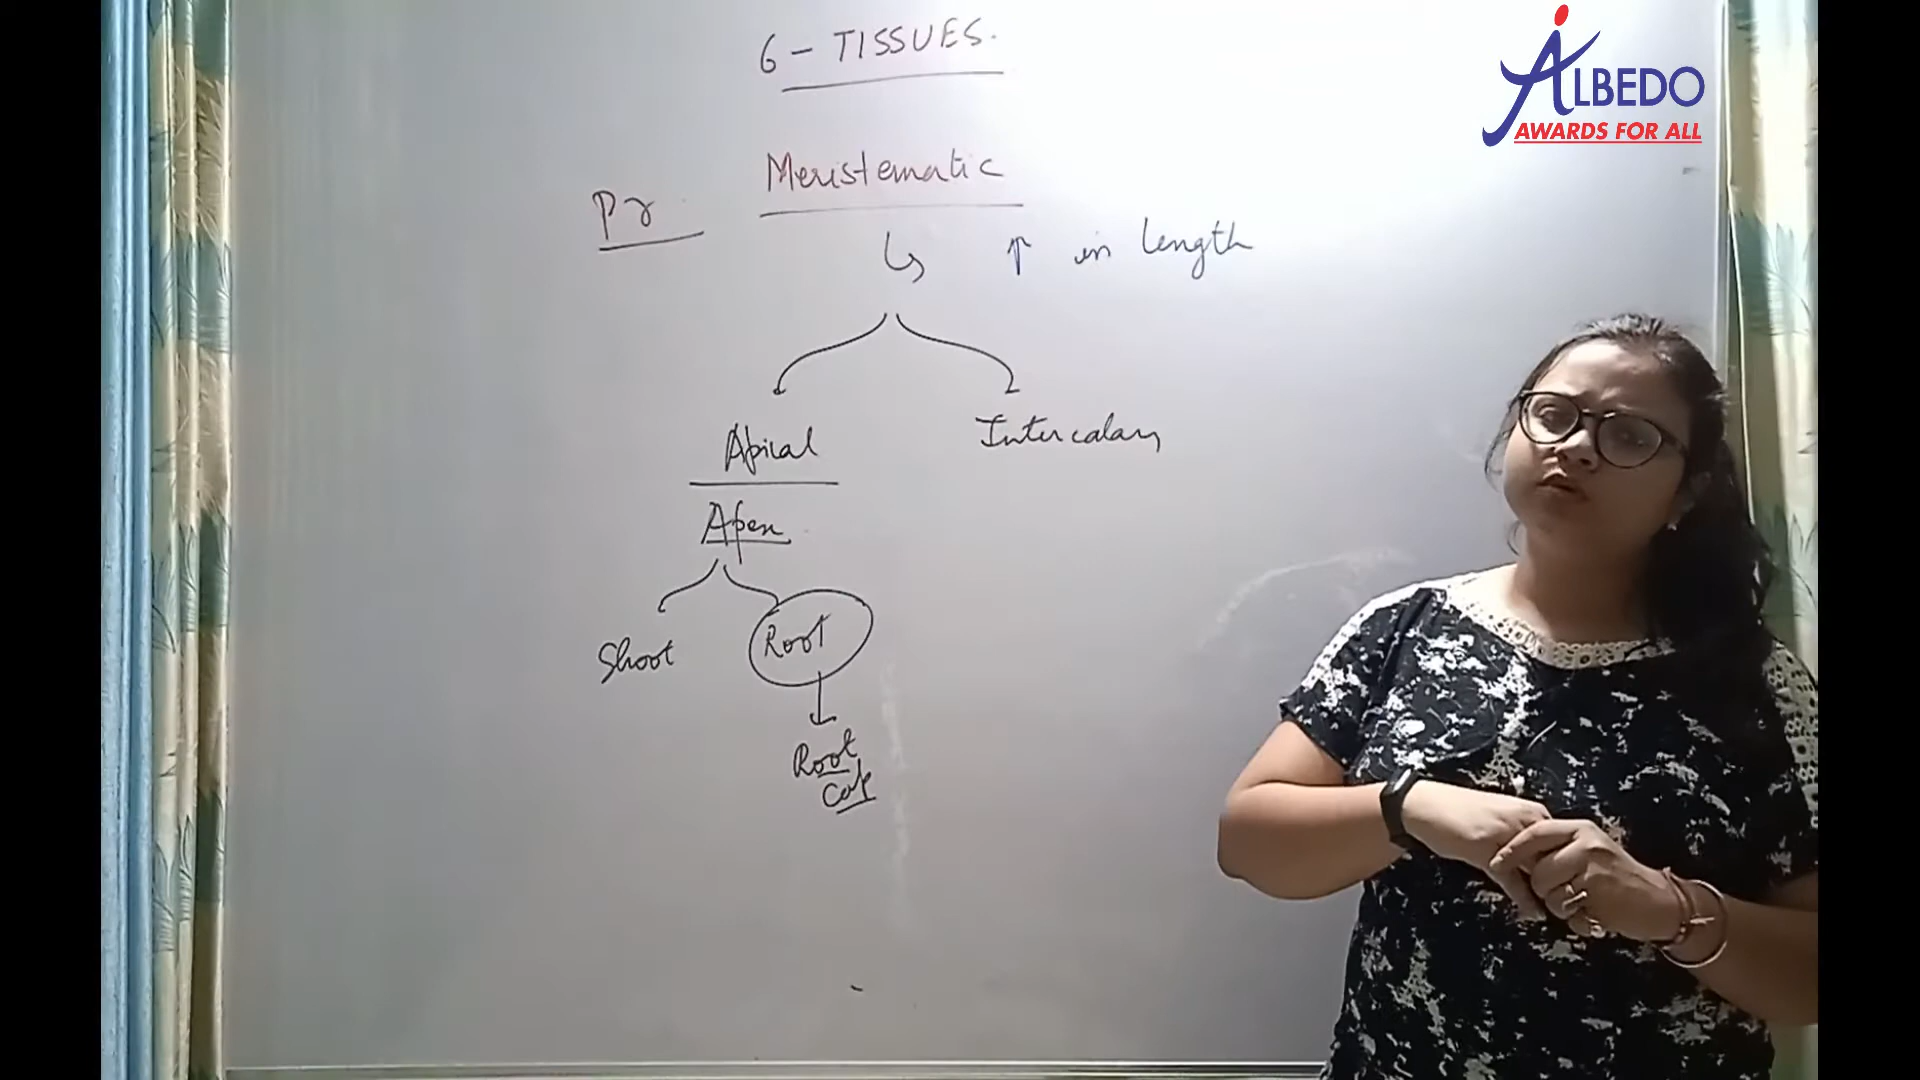 6 - TISSUES.
ALBEDO
AWARDS FOR ALL
Meristematic
Pr
↳ ↑ in length
Apical
Intercalary
Apex
Shoot
Root
Root
Cap